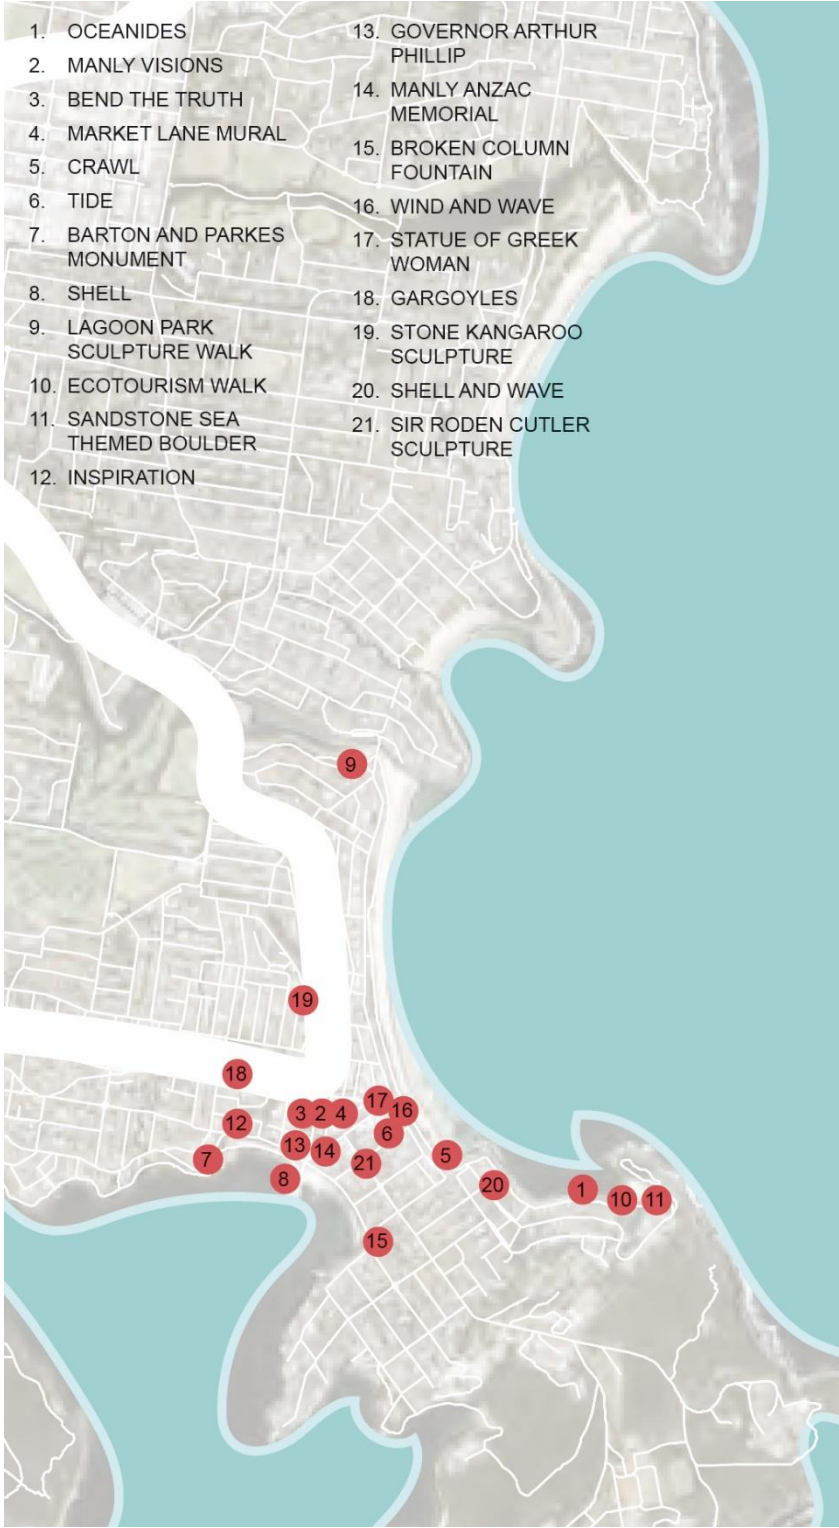 1. OCEANIDES
2. MANLY VISIONS
3. BEND THE TRUTH
4. MARKET LANE MURAL
5. CRAWL
6. TIDE
7. BARTON AND PARKES
MONUMENT
8. SHELL
9. LAGOON PARK
SCULPTURE WALK
10. ECOTOURISM WALK
11. SANDSTONE SEA
THEMED BOULDER
12. INSPIRATION
13. GOVERNOR ARTHUR
PHILLIP
14. MANLY ANZAC
MEMORIAL
15. BROKEN COLUMN
FOUNTAIN
16. WIND AND WAVE
17. STATUE OF GREEK
WOMAN
18. GARGOYLES
19. STONE KANGAROO
SCULPTURE
20. SHELL AND WAVE
21. SIR RODEN CUTLER
SCULPTURE
9
19
18
17
16
3 2 4
12
6
13
14
5
7
21
8
20
1
10
11
15